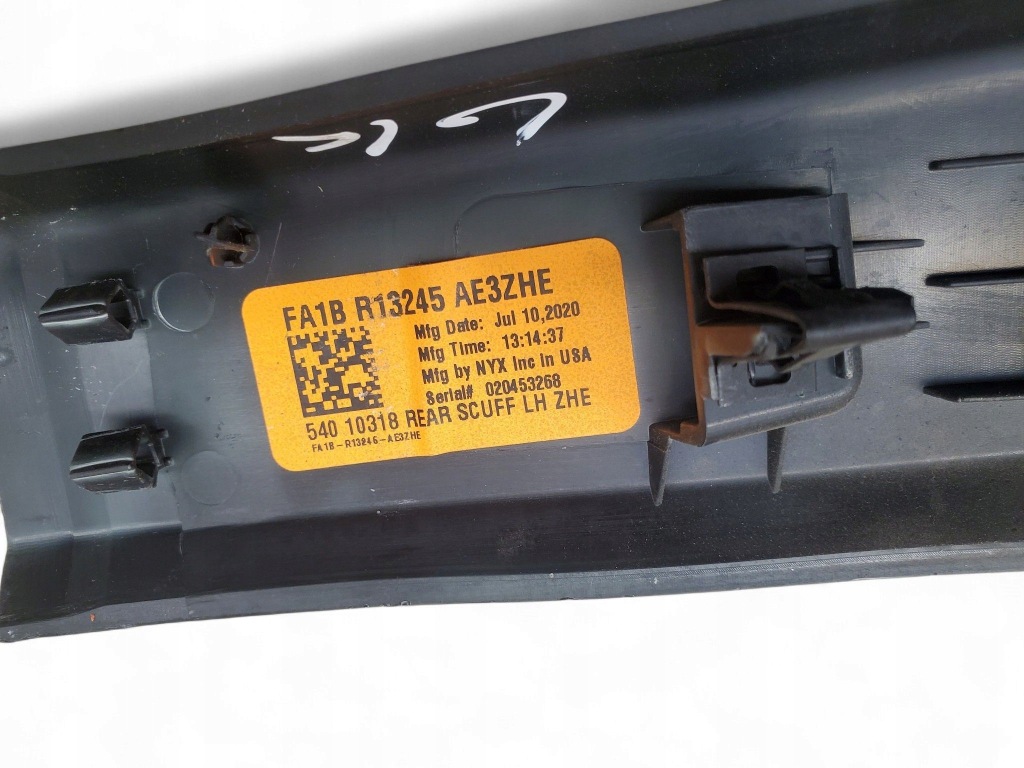 FA1B R13245 AE3ZHE
Mfg Date: Jul 10,2020
Mfg Time: 13:14:37
Mfg by NYX Inc in USA
Serial# 020453268
540 10318 REAR SCUFF LH ZHE
FA1B-R13245-AE3ZHE